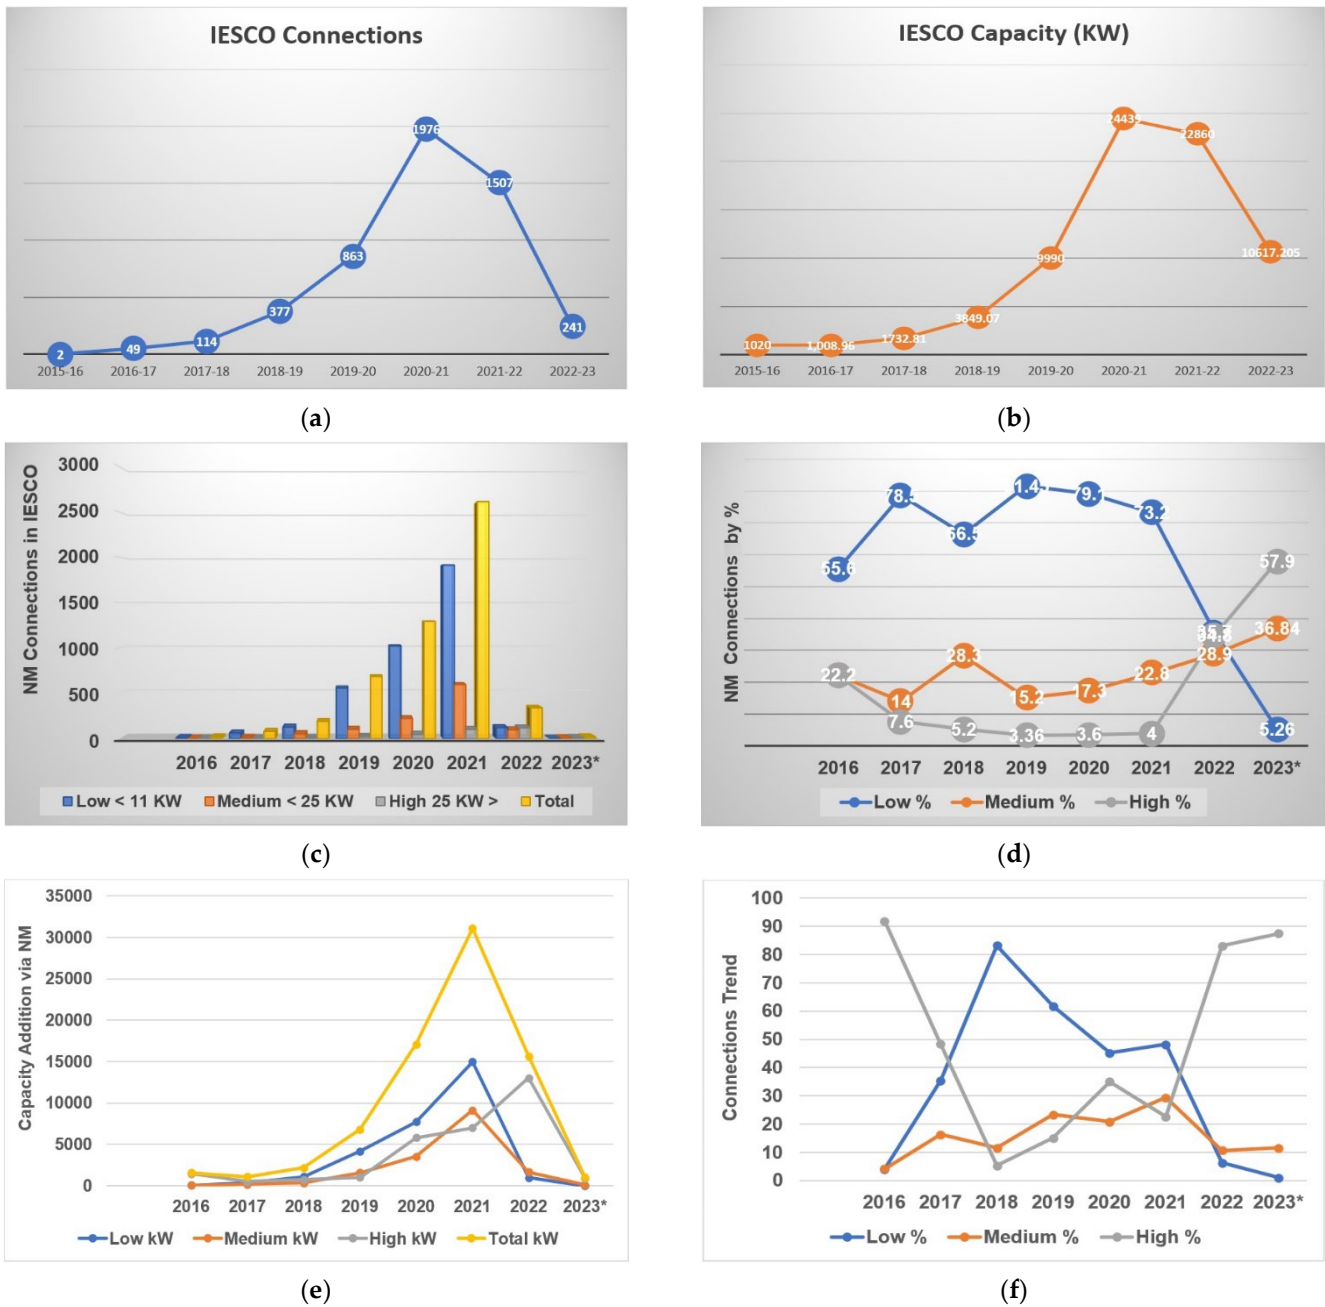 IESCO Connections
1976
1507
863
377
241
114
49
2
2015-16 2016-17 2017-18 2018-19 2019-20 2020-21 2021-22 2022-23
(a)
IESCO Capacity (KW)
24439
22860
10617.205
9990
3849.07
1732.81
1020 1,008.96
2015-16 2016-17 2017-18 2018-19 2019-20 2020-21 2021-22 2022-23
(b)
NM Connections in IESCO
3000
2500
2000
1500
1000
500
0
2016 2017 2018 2019 2020 2021 2022 2023*
Low < 11 KW Medium < 25 KW High 25 KW > Total
(c)
NM Connections by %
55.6 78.5 66.5 79.1 73.2 5.26
14 28.3 15.2 17.3 22.8 28.9 36.84
22.2 7.6 5.2 3.36 3.6 4 57.9
2016 2017 2018 2019 2020 2021 2022 2023*
Low % Medium % High %
(d)
Capacity Addition via NM
35000
30000
25000
20000
15000
10000
5000
0
2016 2017 2018 2019 2020 2021 2022 2023*
Low kW Medium kW High kW Total kW
(e)
Connections Trend
100
90
80
70
60
50
40
30
20
10
0
2016 2017 2018 2019 2020 2021 2022 2023*
Low % Medium % High %
(f)